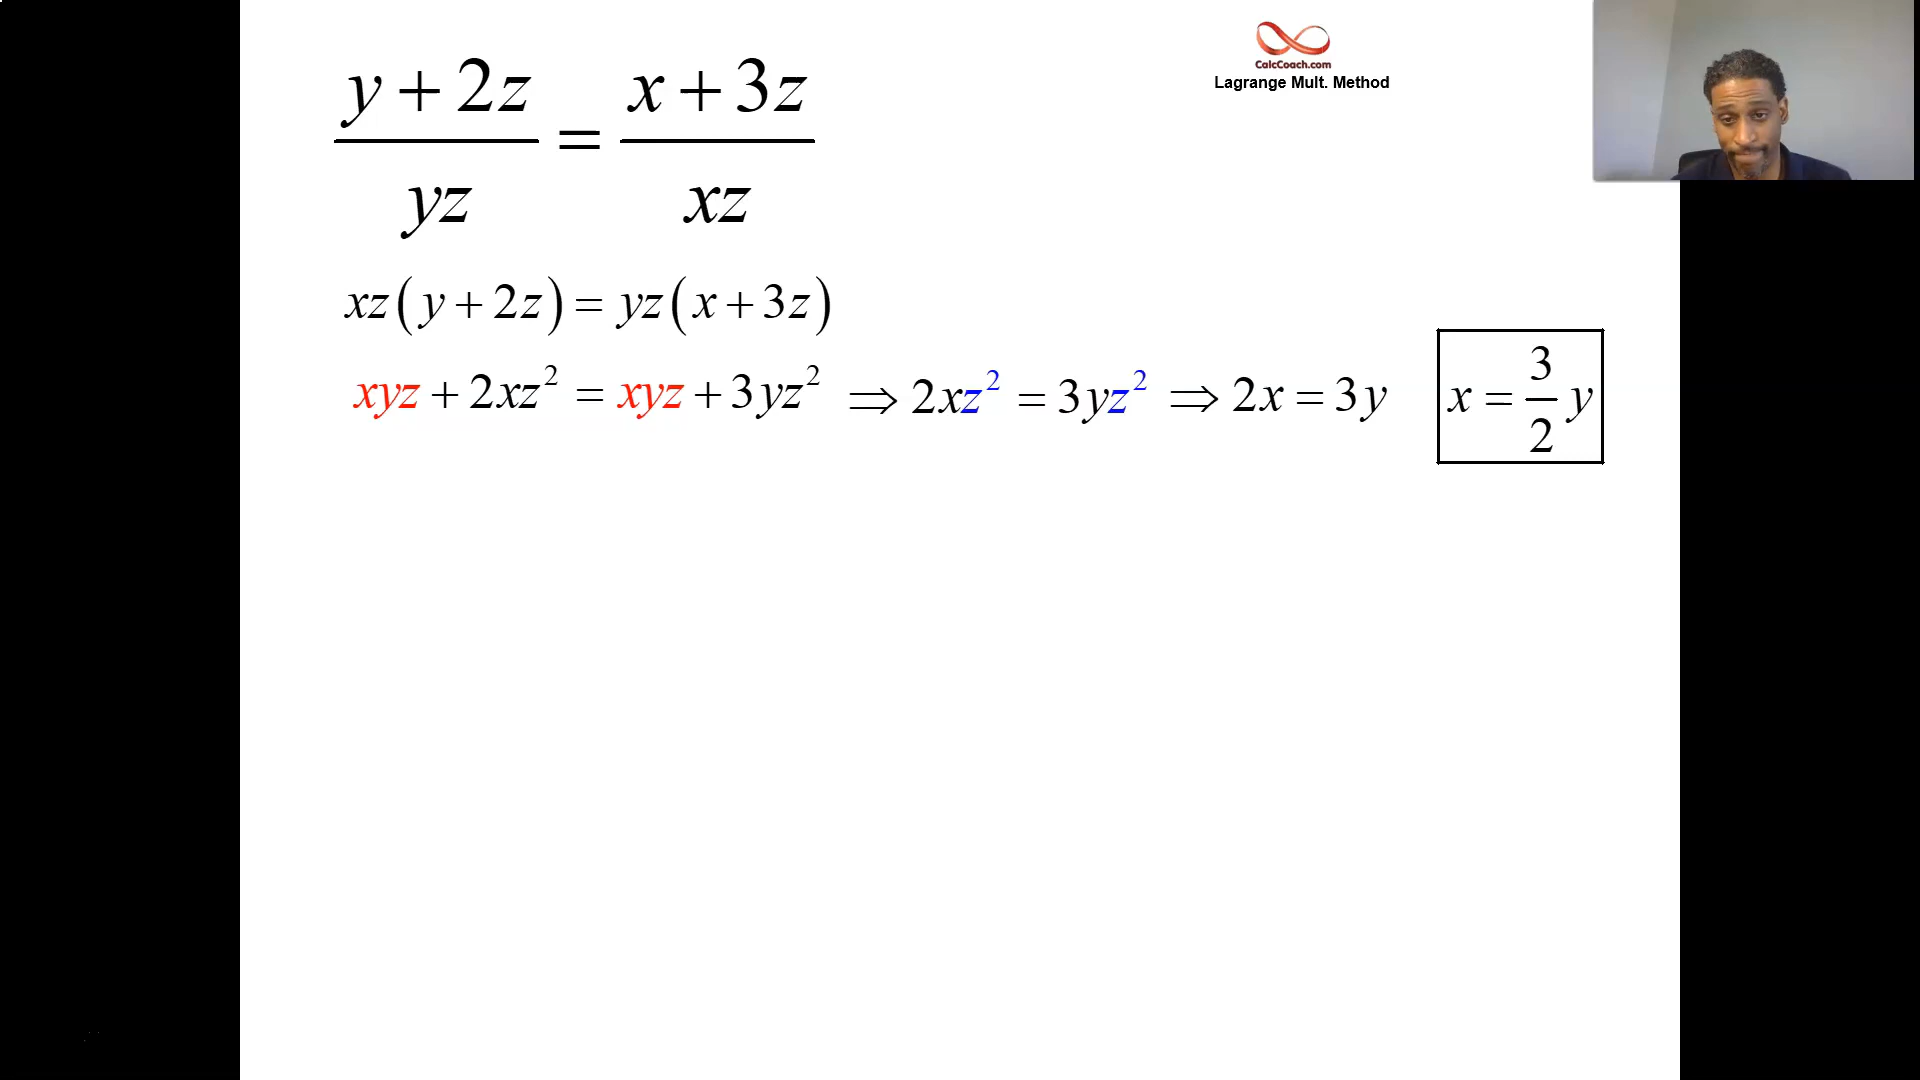 CalcCoach.com
Lagrange Mult. Method
y + 2z / yz = x + 3z / xz
xz(y + 2z) = yz(x + 3z)
xyz + 2xz² = xyz + 3yz² ⇒ 2xz² = 3yz² ⇒ 2x = 3y x = 3/2 y